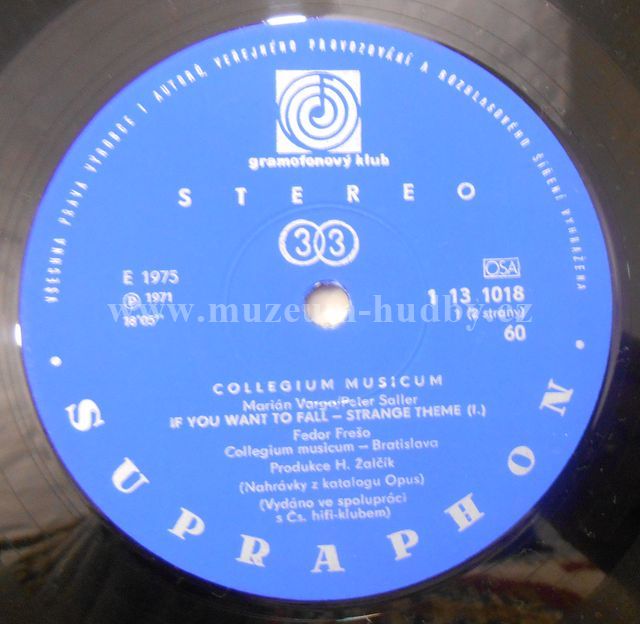 VŠECHNA PRÁVA VÝROBCE I AUTORŮ, VEŘEJNÉHO PROVOZOVÁNÍ A ROZHLASOVÉHO ŠÍŘENÍ VYHRAŽENA
gramofonový klub
STEREO
33
E 1975
Ⓟ 1971
18'05"
OSA
1 13 1018
(2 strany)
60
www.muzeum-hudby.cz
COLLEGIUM MUSICUM
Marián Varga/Peter Saller
IF YOU WANT TO FALL – STRANGE THEME (I.)
Fedor Frešo
Collegium musicum – Bratislava
Produkce H. Žalčík
(Nahrávky z katalogu Opus)
(Vydáno ve spolupráci
s Čs. hifi-klubem)
• SUPRAPHON •